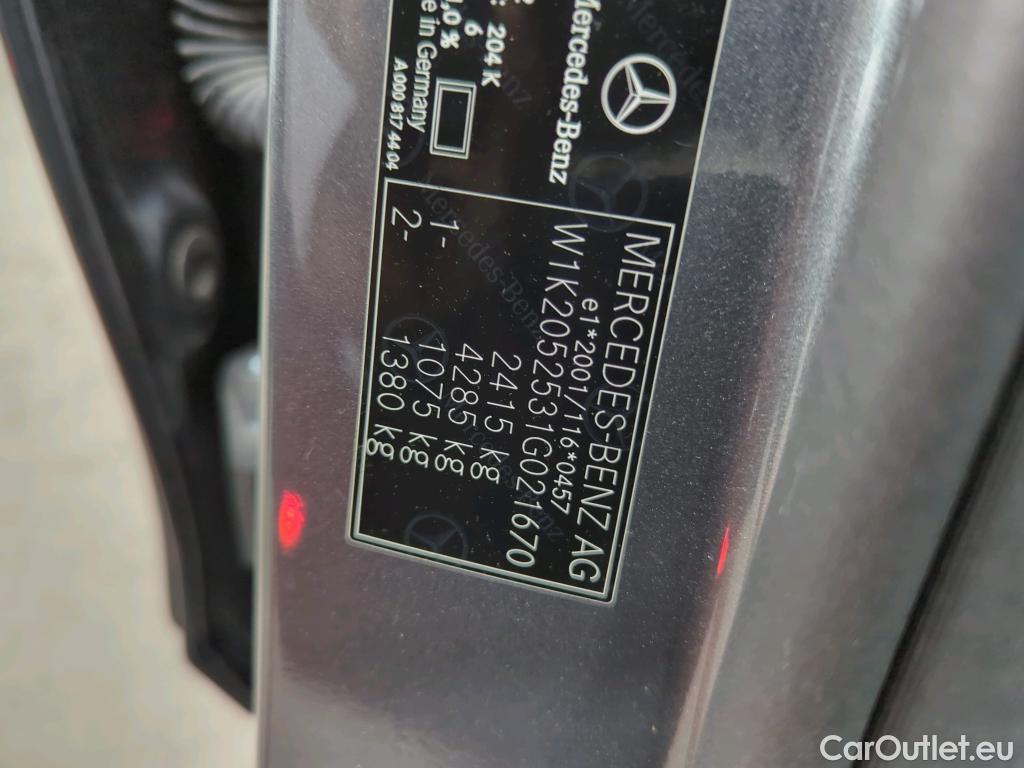 Mercedes-Benz
204 K
,0 % 6
e in Germany
A 000 817 44 04
MERCEDES-BENZ AG
e1*2001/116*0457
W1K2052531G021670
2415 kg
4285 kg
1- 1075 kg
2- 1380 kg
CarOutlet.eu